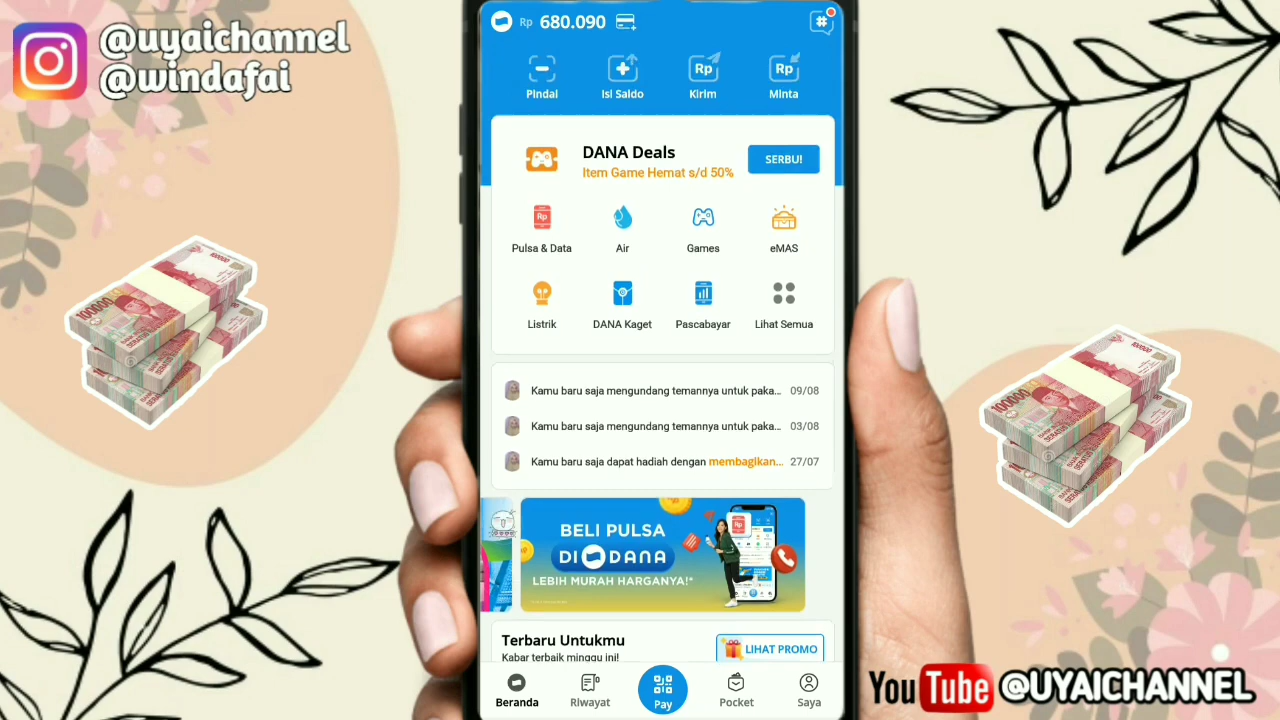 @uyaichannel
@windafai
Rp 680.090
Pindai
Isi Saldo
Kirim
Minta
DANA Deals
Item Game Hemat s/d 50%
SERBU!
Pulsa & Data
Air
Games
eMAS
Listrik
DANA Kaget
Pascabayar
Lihat Semua
Kamu baru saja mengundang temannya untuk paka... 09/08
Kamu baru saja mengundang temannya untuk paka... 03/08
Kamu baru saja dapat hadiah dengan membagikan... 27/07
BELI PULSA
DI DANA
LEBIH MURAH HARGANYA!*
Terbaru Untukmu
Kabar terbaik minggu ini!
LIHAT PROMO
Beranda
Riwayat
Pay
Pocket
Saya
100000
100000
100000
100000
YouTube @UYAICHANNEL